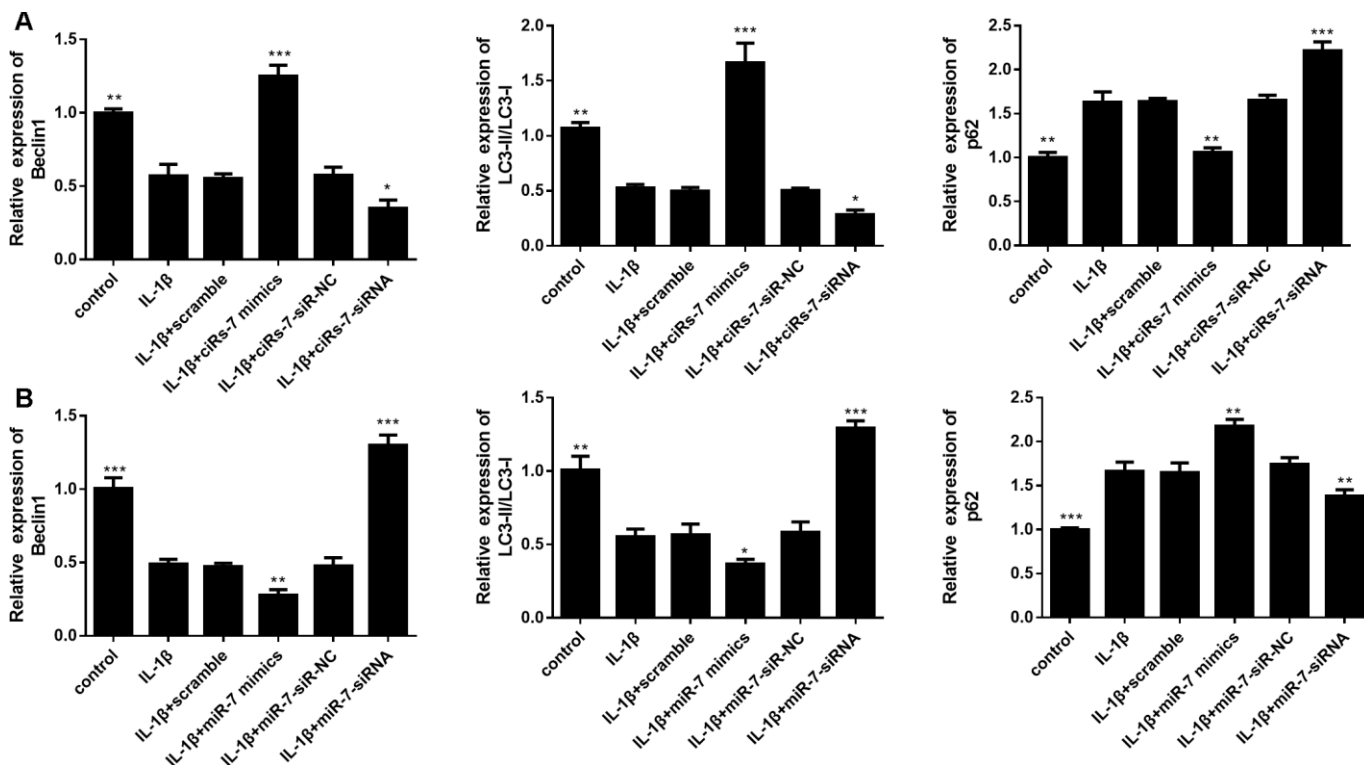 A
Relative expression of
Beclin1
1.5
1.0
0.5
0.0
**
***
*
control
IL-1β
IL-1β+scramble
IL-1β+ciRs-7 mimics
IL-1β+ciRs-7-siR-NC
IL-1β+ciRs-7-siRNA
Relative expression of
LC3-II/LC3-I
2.0
1.5
1.0
0.5
0.0
**
***
*
control
IL-1β
IL-1β+scramble
IL-1β+ciRs-7 mimics
IL-1β+ciRs-7-siR-NC
IL-1β+ciRs-7-siRNA
Relative expression of
p62
2.5
2.0
1.5
1.0
0.5
0.0
**
**
***
control
IL-1β
IL-1β+scramble
IL-1β+ciRs-7 mimics
IL-1β+ciRs-7-siR-NC
IL-1β+ciRs-7-siRNA
B
Relative expression of
Beclin1
1.5
1.0
0.5
0.0
***
**
***
control
IL-1β
IL-1β+scramble
IL-1β+miR-7 mimics
IL-1β+miR-7-siR-NC
IL-1β+miR-7-siRNA
Relative expression of
LC3-II/LC3-I
1.5
1.0
0.5
0.0
**
*
***
control
IL-1β
IL-1β+scramble
IL-1β+miR-7 mimics
IL-1β+miR-7-siR-NC
IL-1β+miR-7-siRNA
Relative expression of
p62
2.5
2.0
1.5
1.0
0.5
0.0
***
**
**
control
IL-1β
IL-1β+scramble
IL-1β+miR-7 mimics
IL-1β+miR-7-siR-NC
IL-1β+miR-7-siRNA